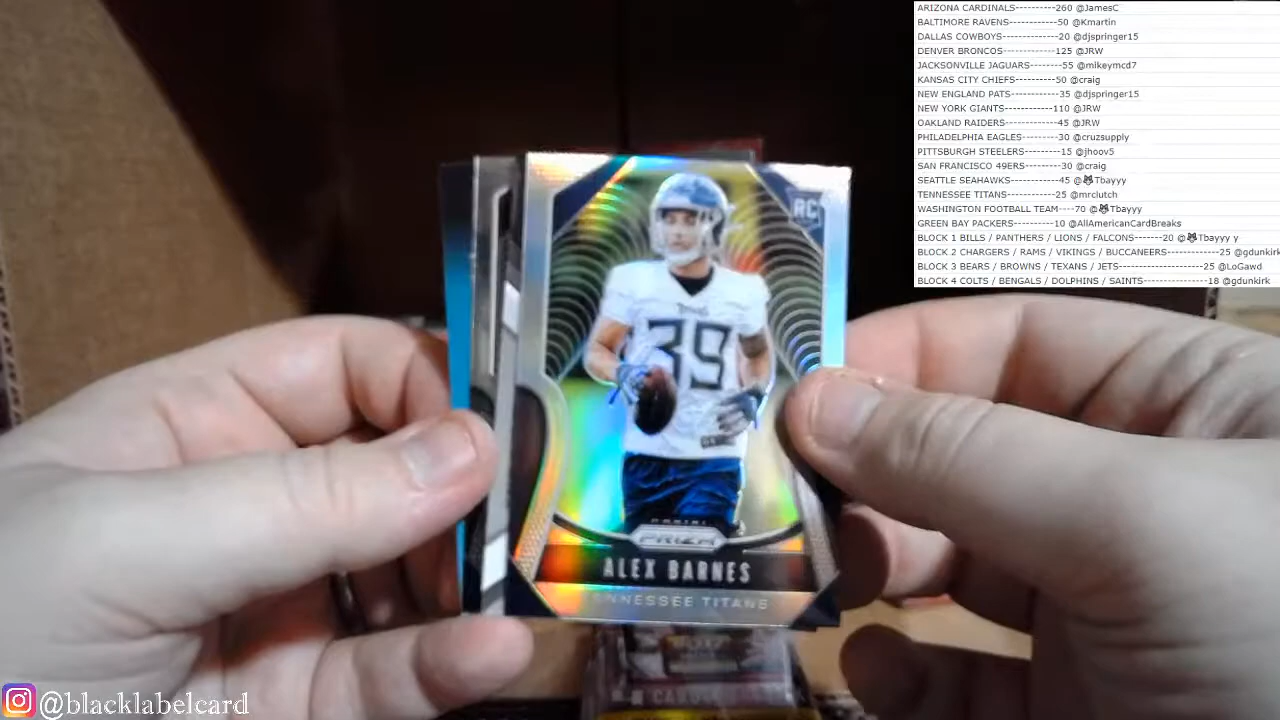 ARIZONA CARDINALS----------260 @JamesC
BALTIMORE RAVENS------------50 @Kmartin
DALLAS COWBOYS--------------20 @djspringer15
DENVER BRONCOS-------------125 @JRW
JACKSONVILLE JAGUARS--------55 @mikeymcd7
KANSAS CITY CHIEFS----------50 @craig
NEW ENGLAND PATS------------35 @djspringer15
NEW YORK GIANTS------------110 @JRW
OAKLAND RAIDERS-------------45 @JRW
PHILADELPHIA EAGLES---------30 @cruzsupply
PITTSBURGH STEELERS---------15 @jhoov5
SAN FRANCISCO 49ERS---------30 @craig
SEATTLE SEAHAWKS------------45 @😼Tbayyy
TENNESSEE TITANS------------25 @mrclutch
WASHINGTON FOOTBALL TEAM----70 @😼Tbayyy
GREEN BAY PACKERS----------10 @AllAmericanCardBreaks
BLOCK 1 BILLS / PANTHERS / LIONS / FALCONS-------20 @😼Tbayyy y
BLOCK 2 CHARGERS / RAMS / VIKINGS / BUCCANEERS-------------25 @gdunkirk
BLOCK 3 BEARS / BROWNS / TEXANS / JETS---------------------25 @LoGawd
BLOCK 4 COLTS / BENGALS / DOLPHINS / SAINTS----------------18 @gdunkirk
RC
TITANS
39
PANINI
PRIZM
ALEX BARNES
TENNESSEE TITANS
@blacklabelcard